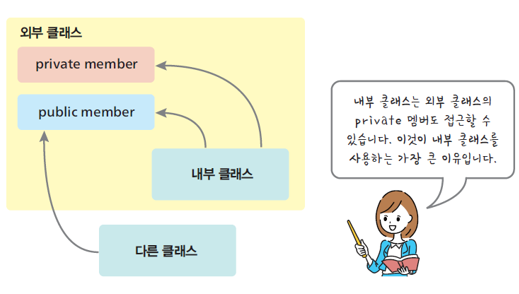 외부 클래스
private member
public member
내부 클래스
다른 클래스
내부 클래스는 외부 클래스의
private 멤버도 접근할 수
있습니다. 이것이 내부 클래스를
사용하는 가장 큰 이유입니다.